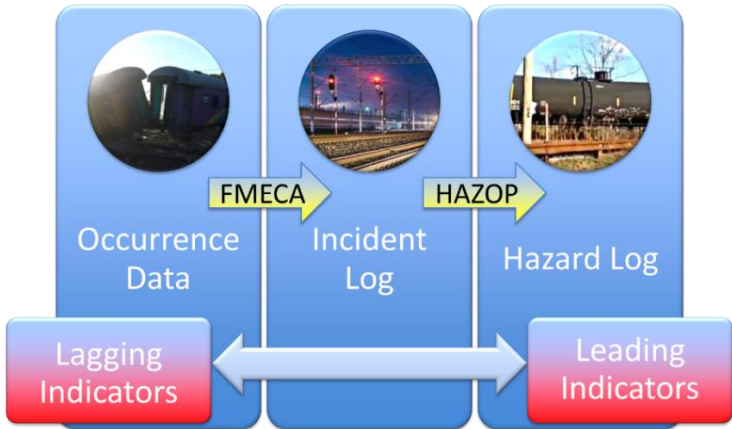 FMECA
HAZOP
Occurrence
Data
Incident
Log
Hazard Log
Lagging
Indicators
Leading
Indicators